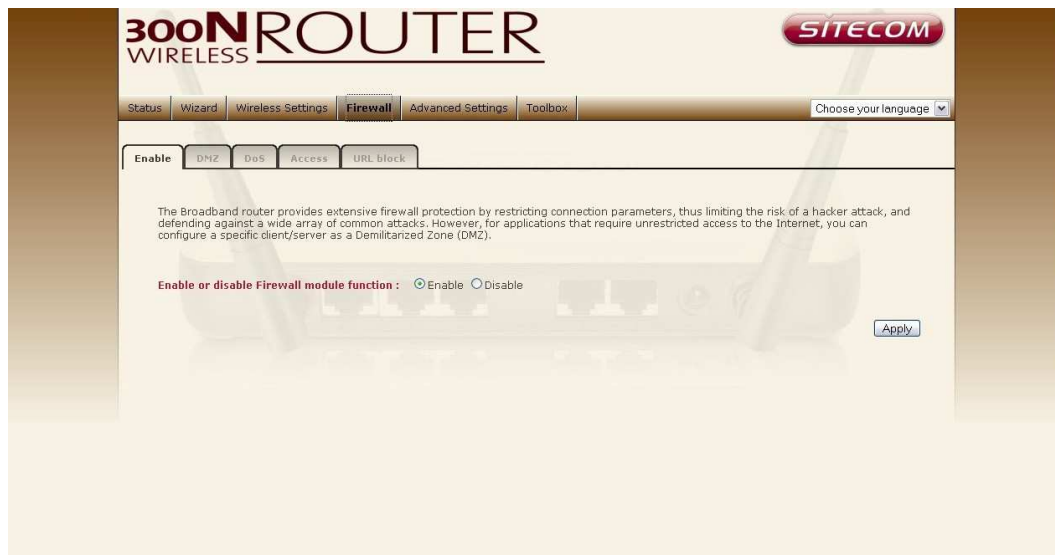 300N ROUTER
WIRELESS
SITECOM
Status Wizard Wireless Settings Firewall Advanced Settings Toolbox Choose your language
Enable DMZ DoS Access URL block
The Broadband router provides extensive firewall protection by restricting connection parameters, thus limiting the risk of a hacker attack, and
defending against a wide array of common attacks. However, for applications that require unrestricted access to the Internet, you can
configure a specific client/server as a Demilitarized Zone (DMZ).
Enable or disable Firewall module function : Enable Disable
Apply